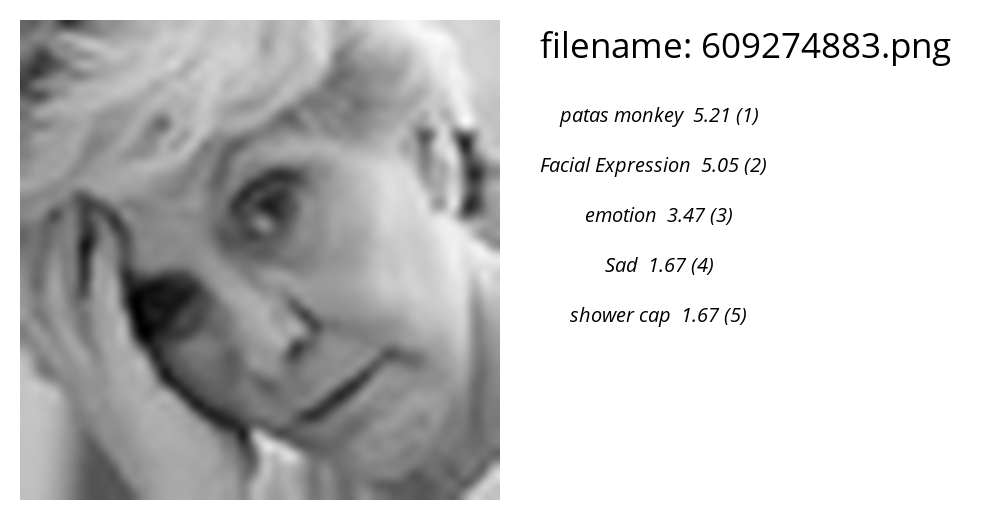 filename: 609274883.png
patas monkey 5.21 (1)
Facial Expression 5.05 (2)
emotion 3.47 (3)
Sad 1.67 (4)
shower cap 1.67 (5)